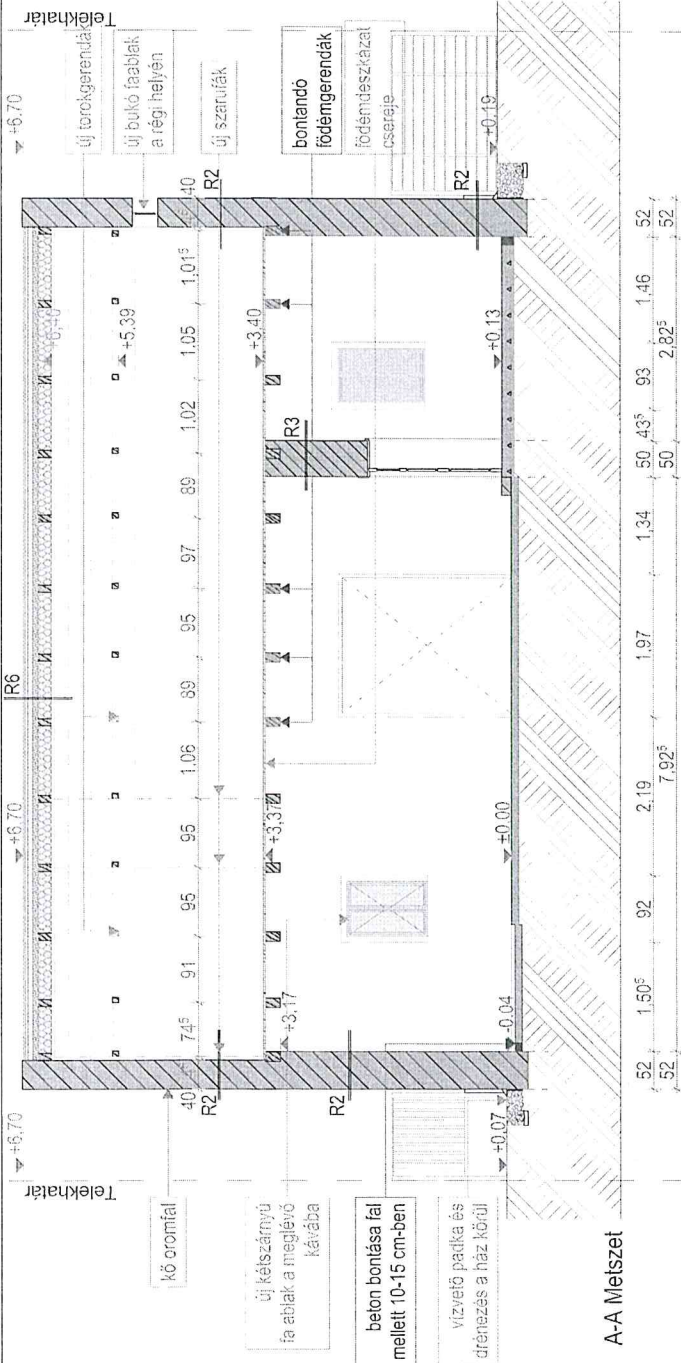 Telekhatár
Telekhatár
+6,70
+6,70
+6,70
R6
új torokgerendák
új bukó faablak
a régi helyén
új szarufák
bontandó
födémgerendák
födémdeszkázat
cseréje
kő oromfal
új kétszárnyú
fa ablak a meglévő
kávába
beton bontása fal
mellett 10-15 cm-ben
vízvető padka és
drénezés a ház körül
+6,40
+5,39
R2
R2
40
74⁵
91
95
95
1.06
89
95
97
89
1.02
1.05
1.01⁵
40
+3,17
+3,37
+3,40
R3
R2
R2
+0,07
-0.04
±0.00
+0,13
+0,19
52
1,50⁵
92
2,19
1,97
1,34
50
43⁵
93
1,46
52
52
7,92⁵
50
2,82⁵
52
A-A Metszet